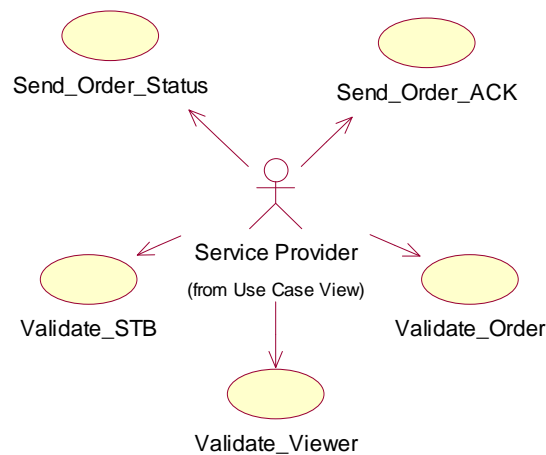 Send_Order_Status
Send_Order_ACK
Service Provider
(from Use Case View)
Validate_STB
Validate_Order
Validate_Viewer